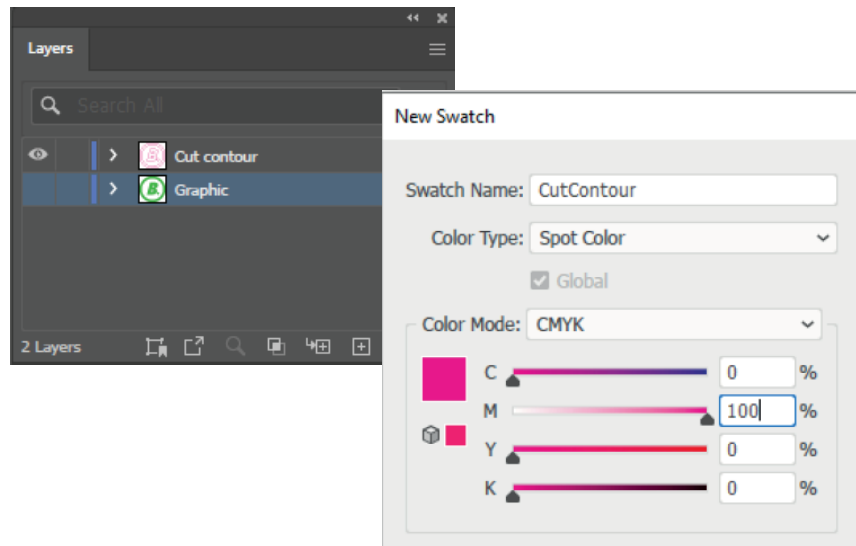 Layers
Search All
Cut contour
Graphic
2 Layers
New Swatch
Swatch Name: CutContour
Color Type: Spot Color
Global
Color Mode: CMYK
C 0 %
M 100 %
Y 0 %
K 0 %